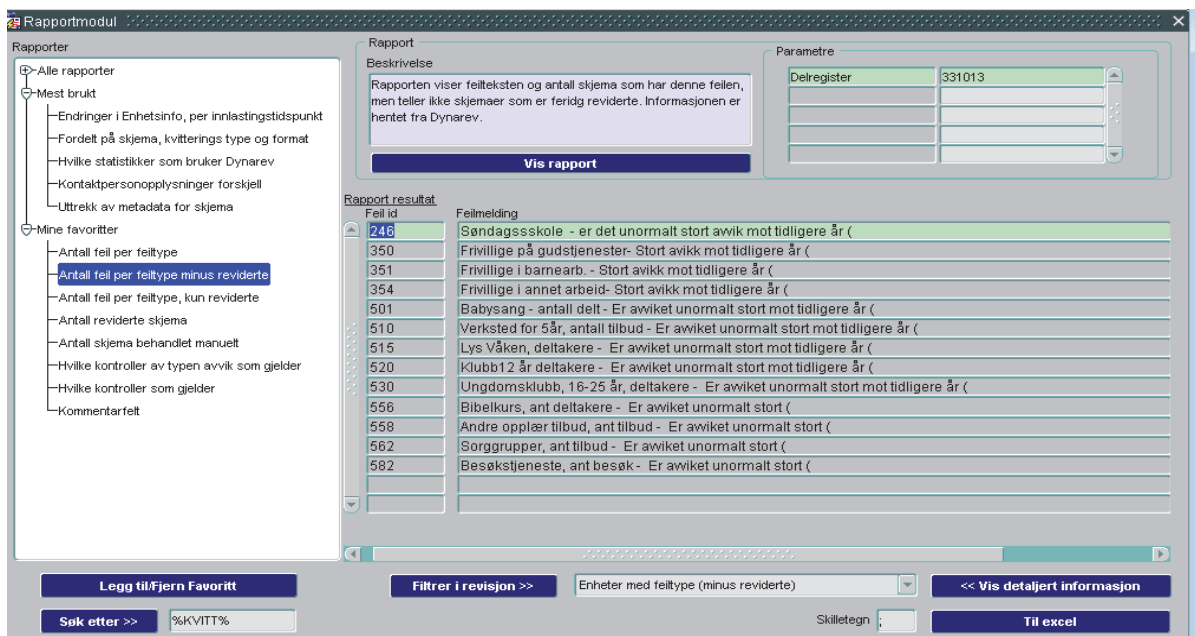 Rapportmodul
Rapporter
Alle rapporter
Mest brukt
Endringer i Enhetsinfo, per innlastingstidspunkt
Fordelt på skjema, kvitterings type og format
Hvilke statistikker som bruker Dynarev
Kontaktpersonopplysninger forskjell
Uttrekk av metadata for skjema
Mine favoritter
Antall feil per feiltype
Antall feil per feiltype minus reviderte
Antall feil per feiltype, kun reviderte
Antall reviderte skjema
Antall skjema behandlet manuelt
Hvilke kontroller av typen avvik som gjelder
Hvilke kontroller som gjelder
Kommentarfelt
Rapport
Beskrivelse
Rapporten viser feilteksten og antall skjema som har denne feilen,
men teller ikke skjemaer som er feridg reviderte. Informasjonen er
hentet fra Dynarev.
Vis rapport
Parametre
Delregister 331013
Rapport resultat
Feil id Feilmelding
246 Søndagssskole - er det unormalt stort avvik mot tidligere år (
350 Frivillige på gudstjenester- Stort avikk mot tidligere år (
351 Frivillige i barnearb. - Stort avikk mot tidligere år (
354 Frivillige i annet arbeid- Stort avikk mot tidligere år (
501 Babysang - antall delt - Er avviket unormalt stort mot tidligere år (
510 Verksted for 5år, antall tilbud - Er avviket unormalt stort mot tidligere år (
515 Lys Våken, deltakere - Er avviket unormalt stort mot tidligere år (
520 Klubb12 år deltakere - Er avviket unormalt stort mot tidligere år (
530 Ungdomsklubb, 16-25 år, deltakere - Er avviket unormalt stort mot tidligere år (
556 Bibelkurs, ant deltakere - Er avviket unormalt stort (
558 Andre opplær tilbud, ant tilbud - Er avviket unormalt stort (
562 Sorggrupper, ant tilbud - Er avviket unormalt stort (
582 Besøkstjeneste, ant besøk - Er avviket unormalt stort (
Legg til/Fjern Favoritt
Filtrer i revisjon >> Enheter med feiltype (minus reviderte) << Vis detaljert informasjon
Søk etter >> %KVITT%
Skilletegn ; Til excel